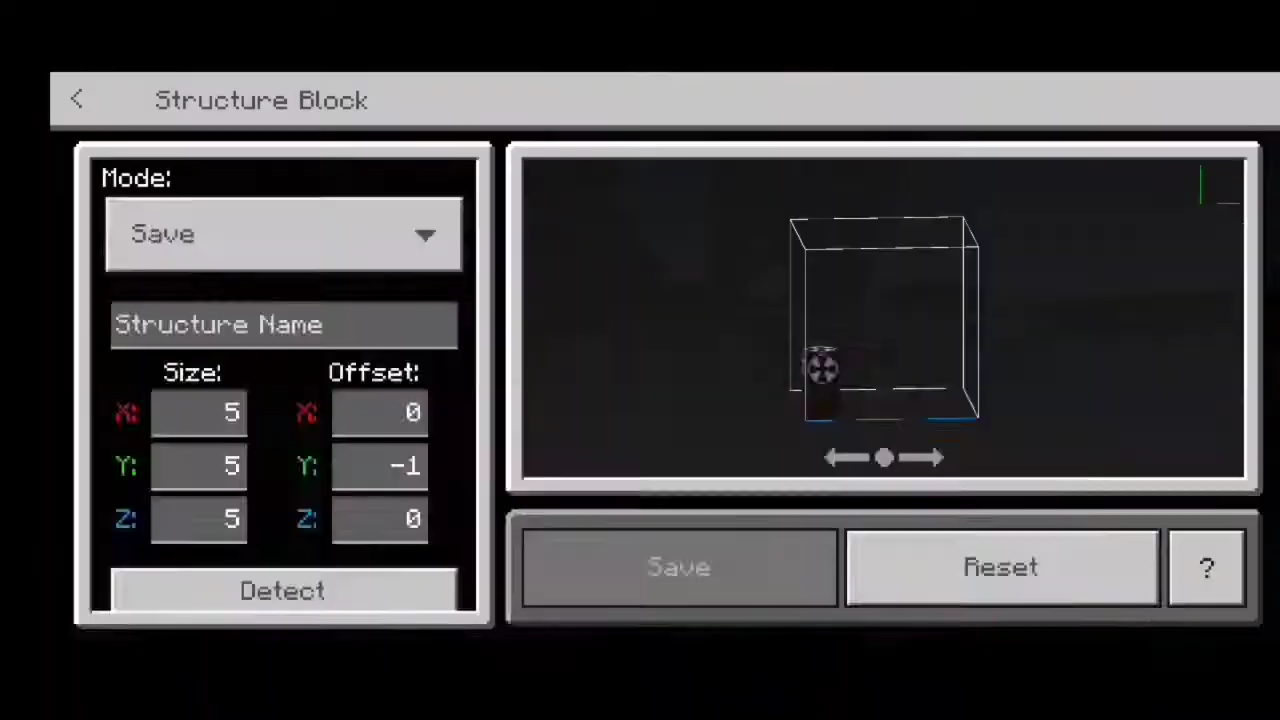 Structure Block
Mode:
Save
Structure Name
Size: Offset:
X: 5 X: 0
Y: 5 Y: -1
Z: 5 Z: 0
Detect
Save Reset ?